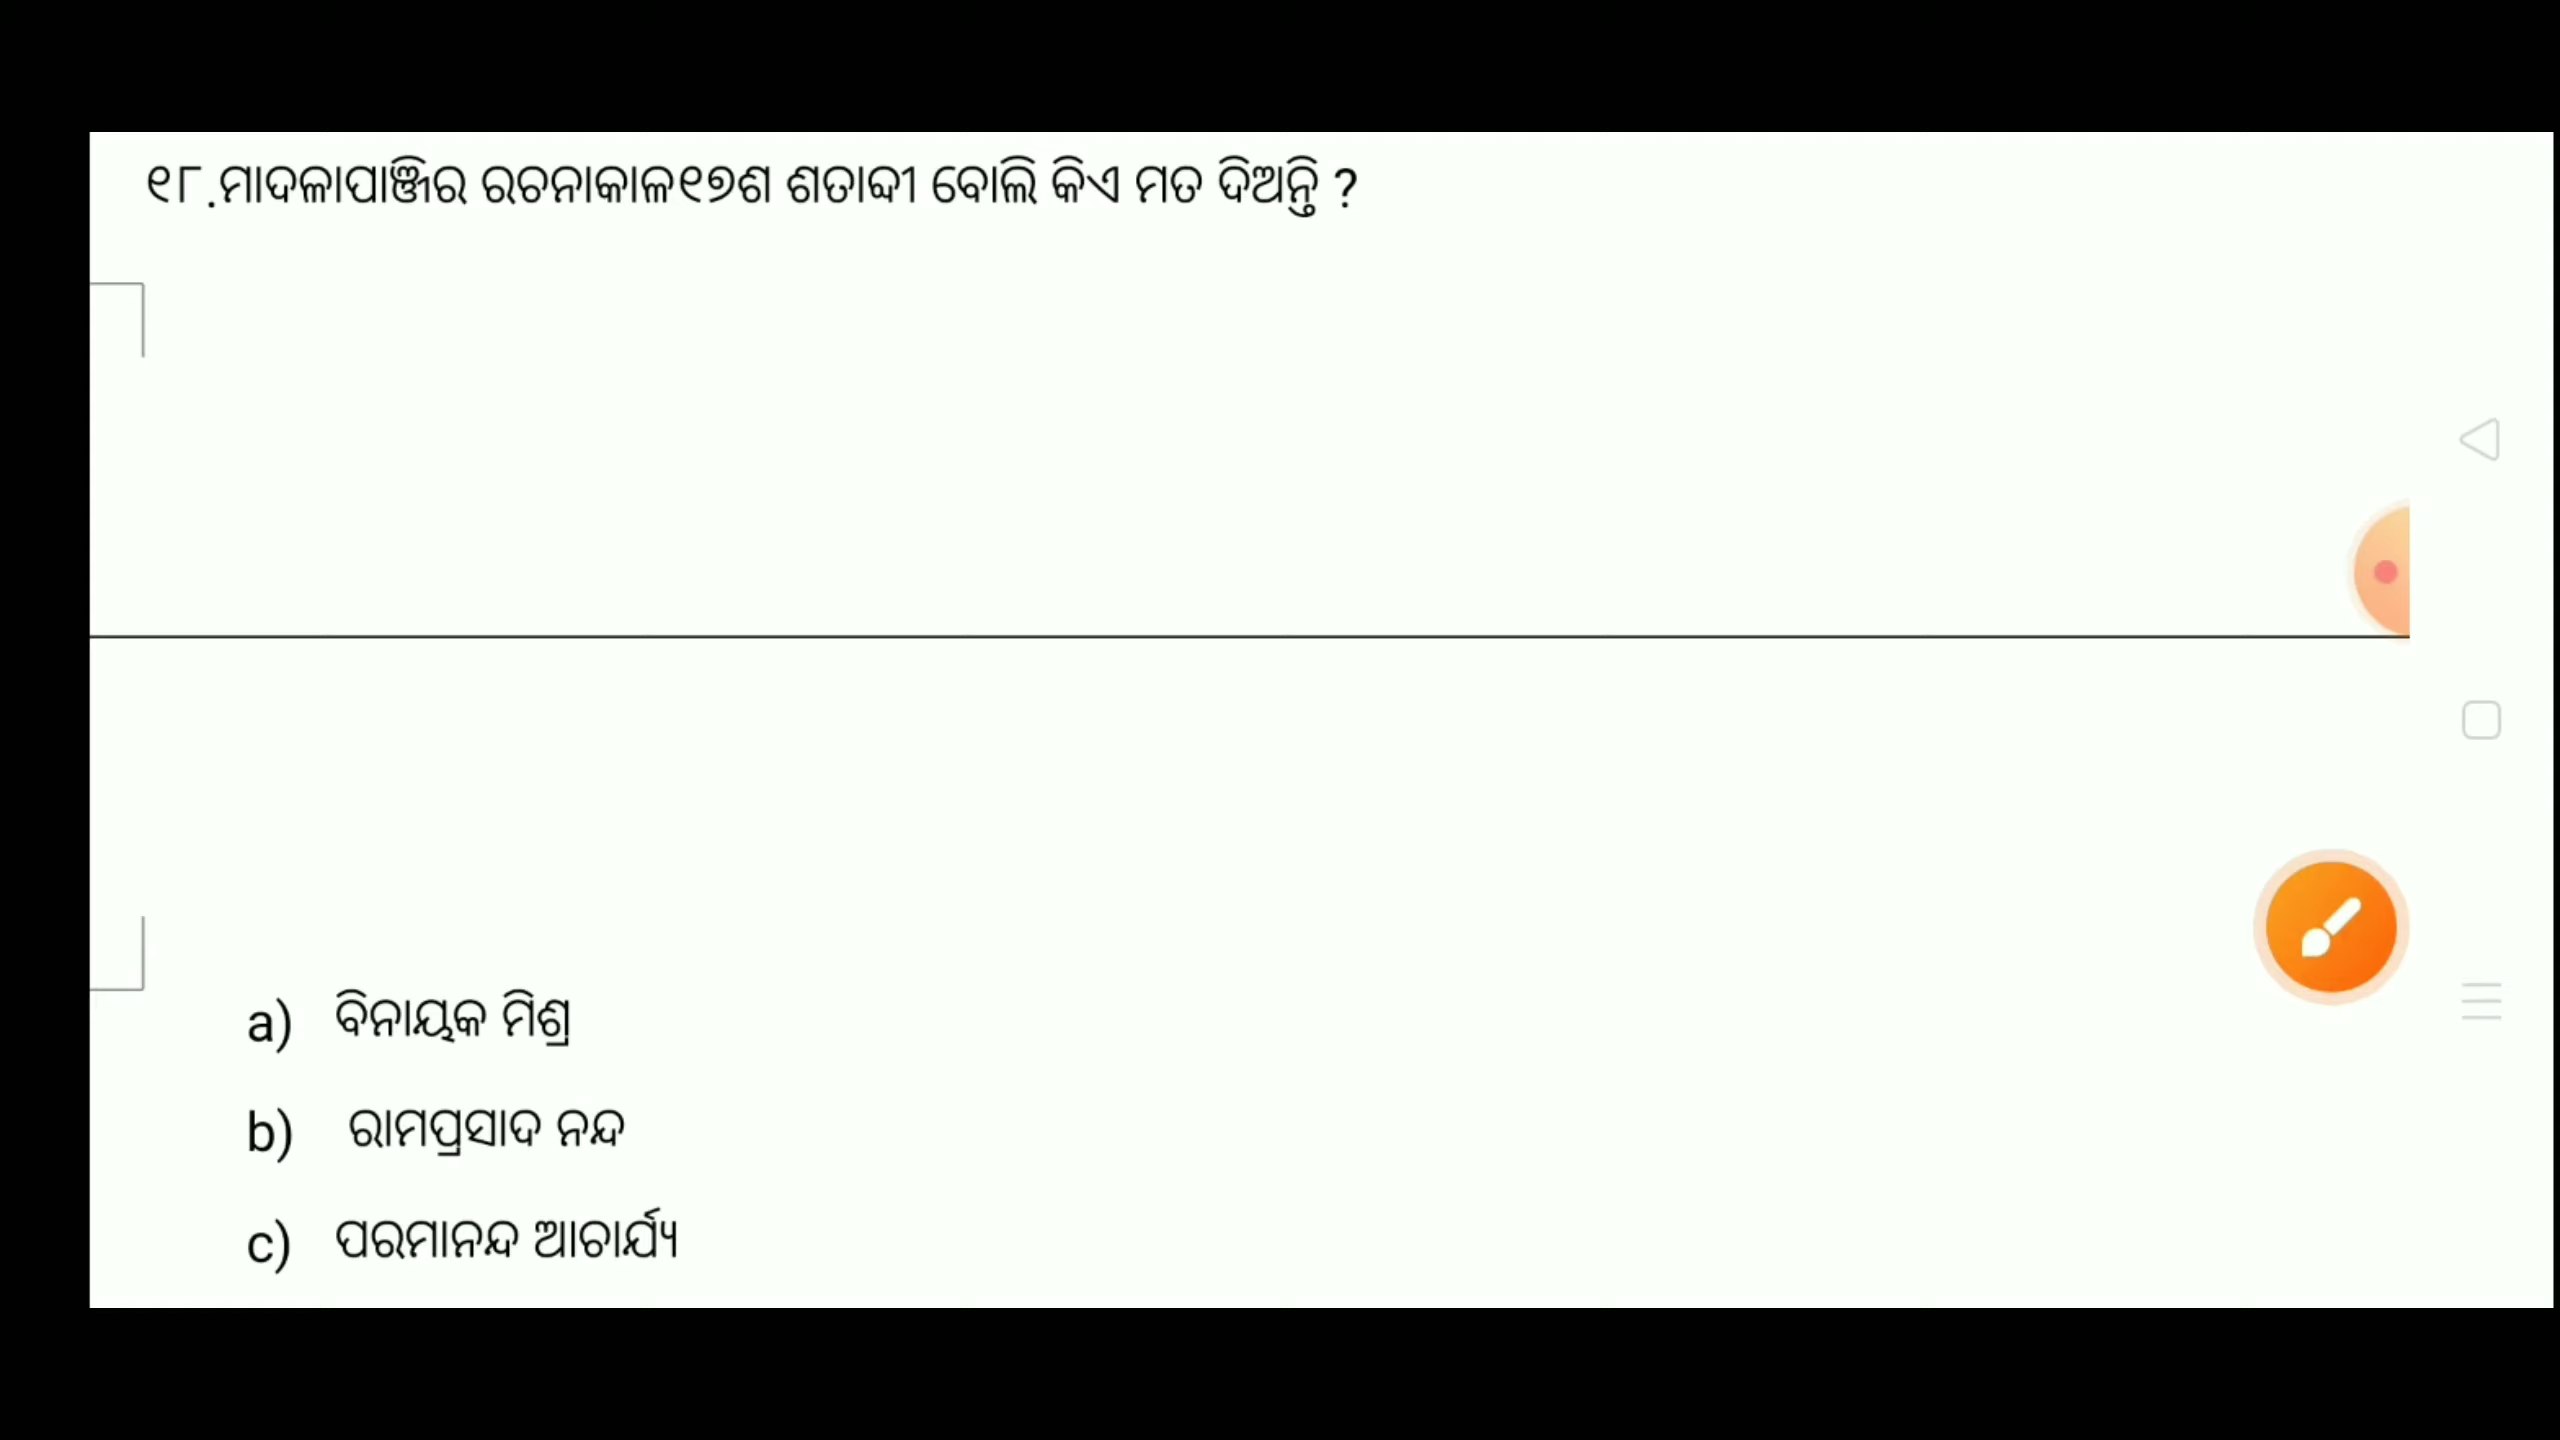 ୧୮.ମାଦଳାପାଞ୍ଜିର ରଚନାକାଳ୧୭ଶ ଶତାବ୍ଦୀ ବୋଲି କିଏ ମତ ଦିଅନ୍ତି ?
a) ବିନାୟକ ମିଶ୍ର
b) ରାମପ୍ରସାଦ ନନ୍ଦ
c) ପରମାନନ୍ଦ ଆଚାର୍ଯ୍ୟ